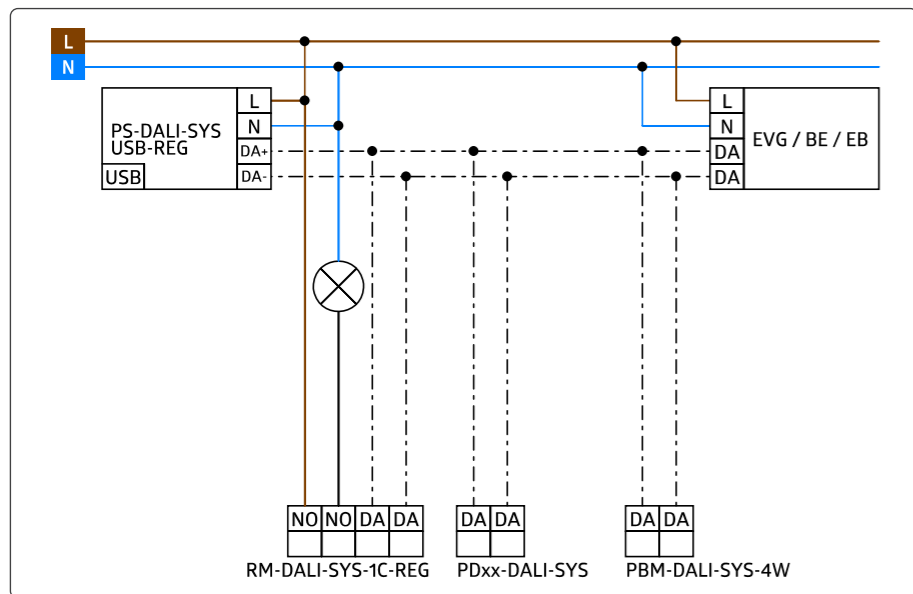 L
N
PS-DALI-SYS
USB-REG
USB
L
N
DA+
DA-
L
N
DA
DA
EVG / BE / EB
NO NO DA DA
DA DA
DA DA
RM-DALI-SYS-1C-REG
PDxx-DALI-SYS
PBM-DALI-SYS-4W